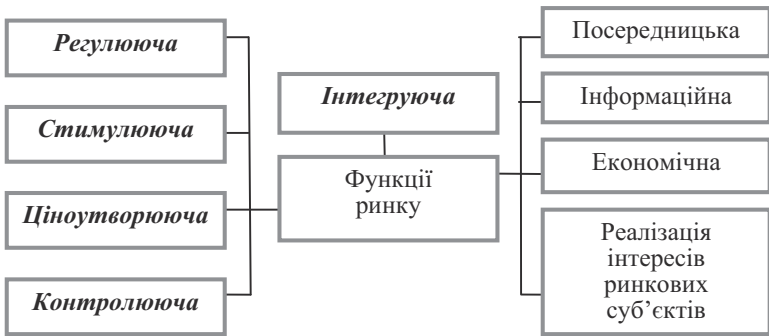 Регулююча
Стимулююча
Ціноутворююча
Контролююча
Інтегруюча
Функції
ринку
Посередницька
Інформаційна
Економічна
Реалізація
інтересів
ринкових
суб’єктів